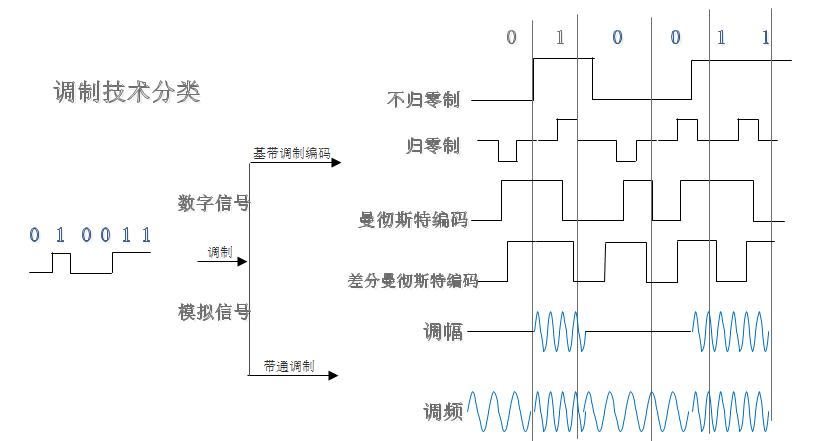 0 1 0 0 1 1
调制技术分类
不归零制
归零制
基带调制编码
数字信号
曼彻斯特编码
0 1 0 0 1 1
调制
差分曼彻斯特编码
模拟信号
调幅
带通调制
调频